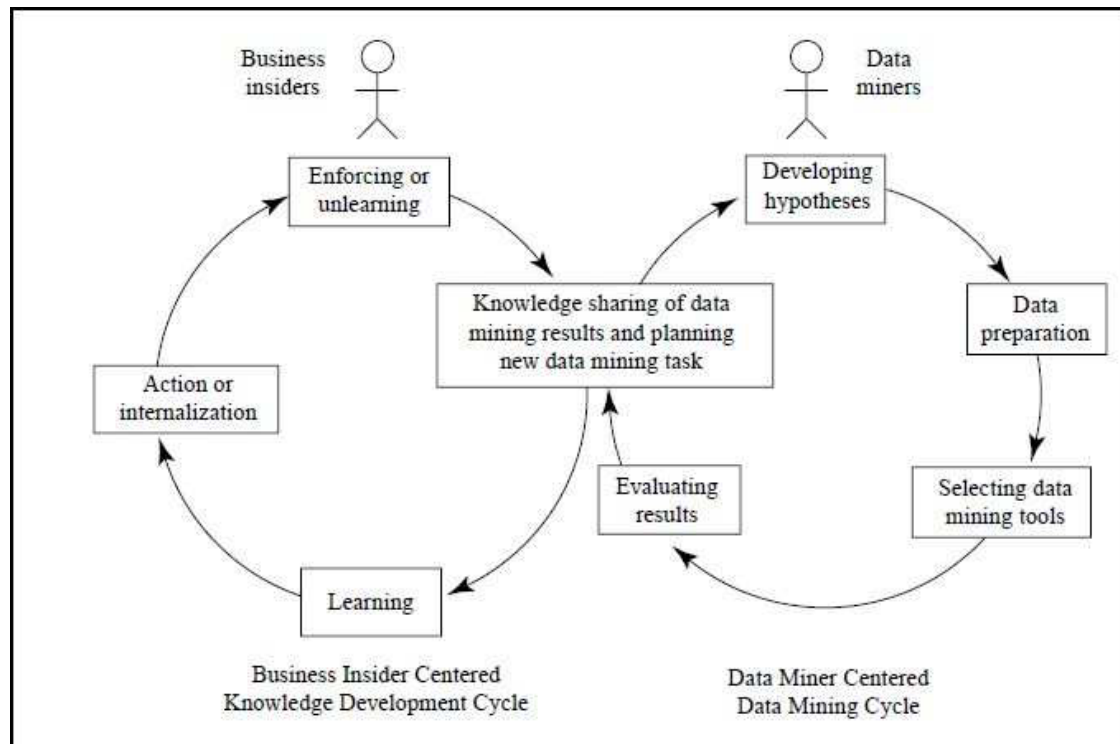 Business
insiders
Data
miners
Enforcing or
unlearning
Developing
hypotheses
Knowledge sharing of data
mining results and planning
new data mining task
Data
preparation
Action or
internalization
Evaluating
results
Selecting data
mining tools
Learning
Business Insider Centered
Knowledge Development Cycle
Data Miner Centered
Data Mining Cycle